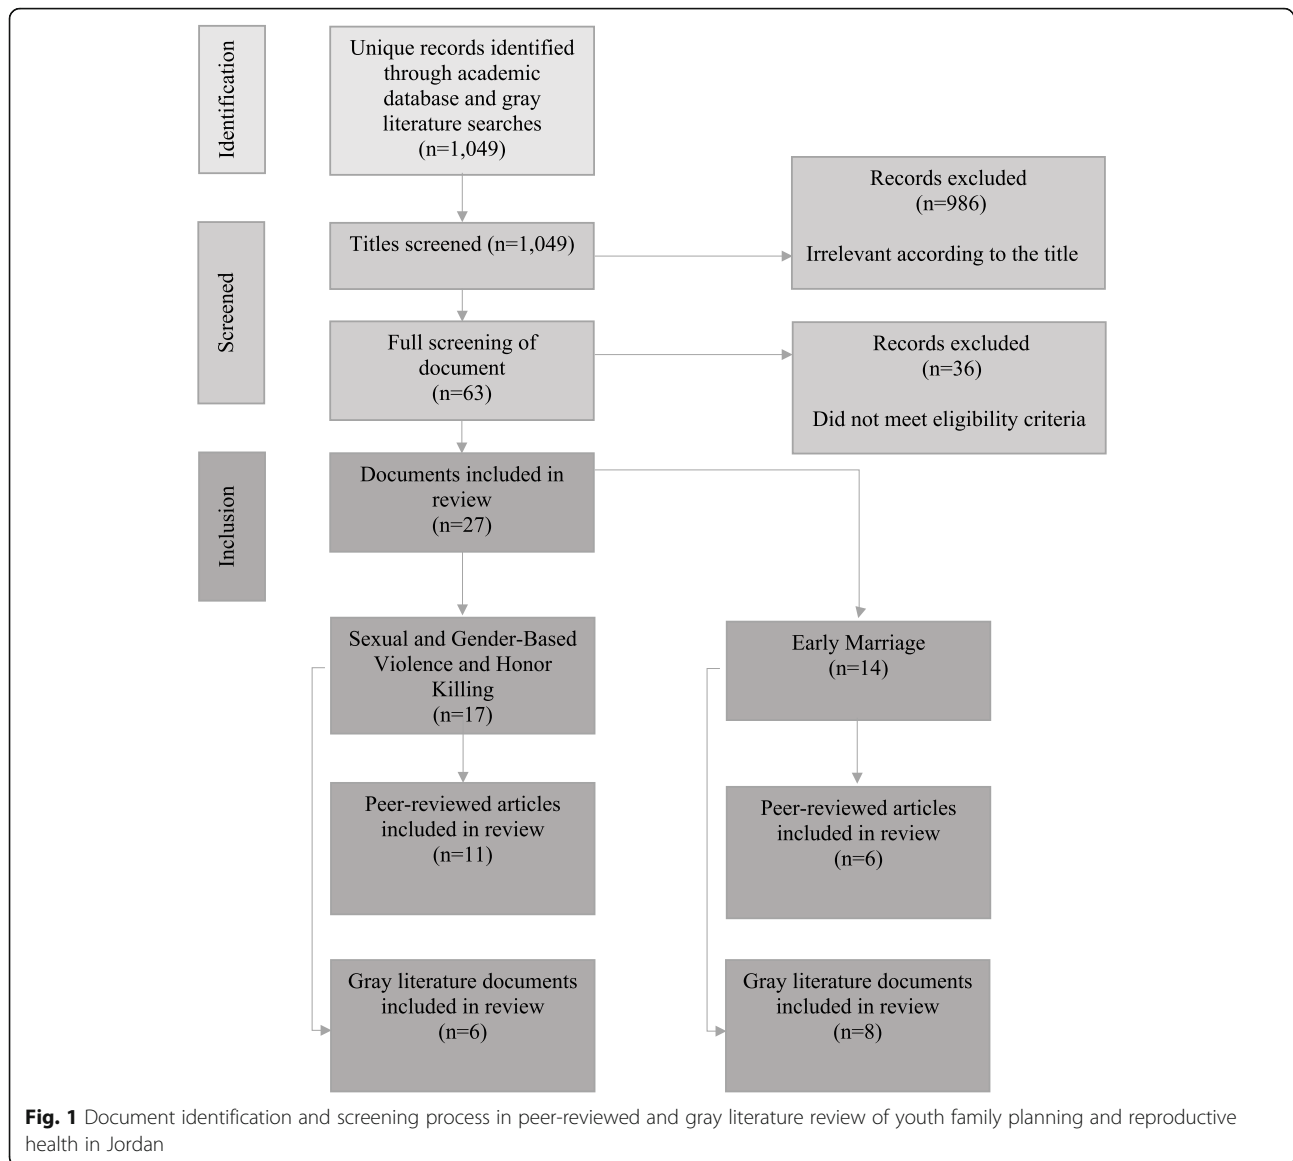 Identification
Unique records identified
through academic
database and gray
literature searches
(n=1,049)
Records excluded
(n=986)
Irrelevant according to the title
Screened
Titles screened (n=1,049)
Full screening of
document
(n=63)
Records excluded
(n=36)
Did not meet eligibility criteria
Inclusion
Documents included in
review
(n=27)
Sexual and Gender-Based
Violence and Honor
Killing
(n=17)
Early Marriage
(n=14)
Peer-reviewed articles
included in review
(n=11)
Peer-reviewed articles
included in review
(n=6)
Gray literature documents
included in review
(n=6)
Gray literature documents
included in review
(n=8)
Fig. 1 Document identification and screening process in peer-reviewed and gray literature review of youth family planning and reproductive
health in Jordan